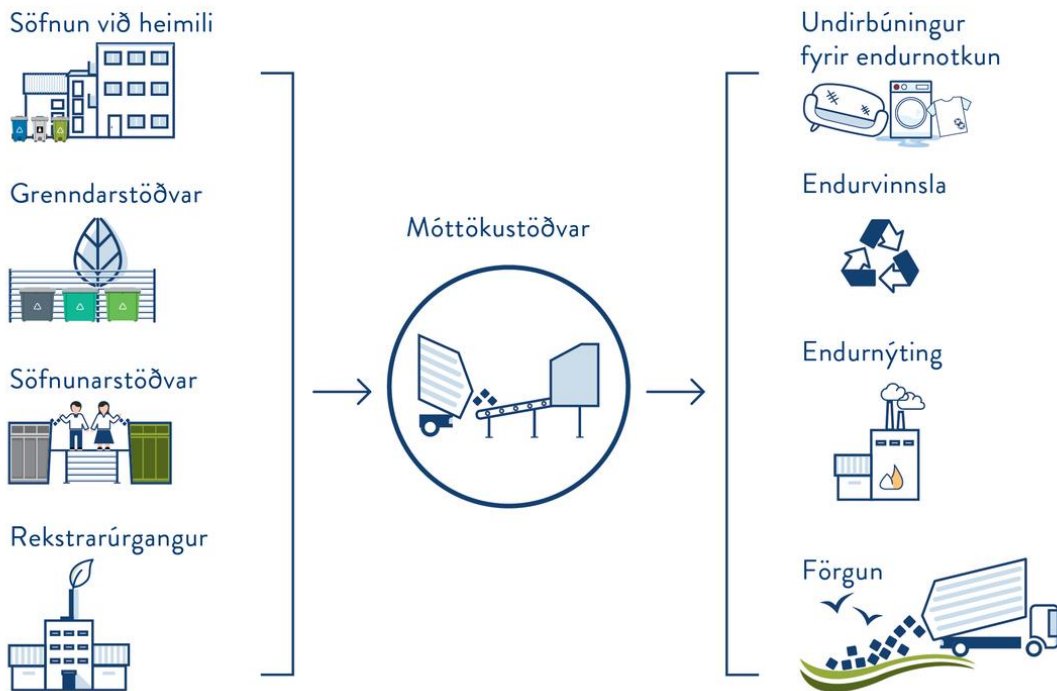 Söfnun við heimili
Grenndarstöðvar
Söfnunarstöðvar
Rekstrarúrgangur
Móttökustöðvar
Undirbúningur
fyrir endurnotkun
Endurvinnsla
Endurnýting
Förgun